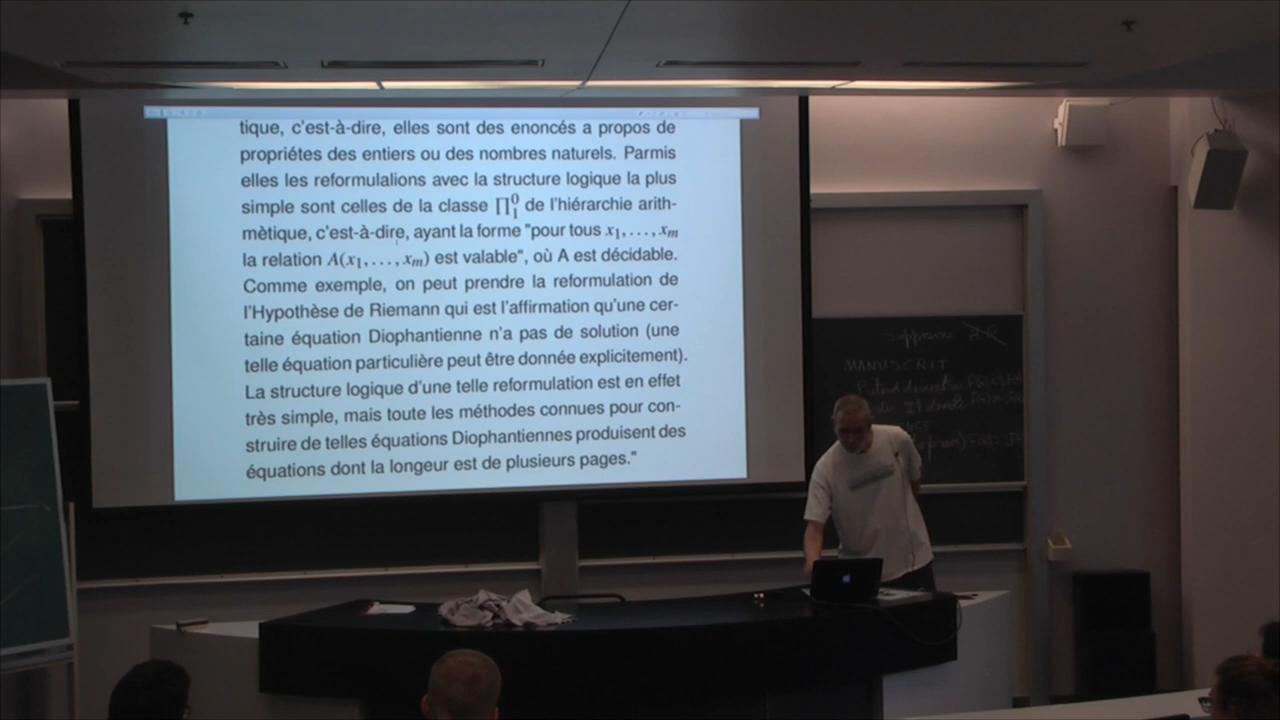 tique, c'est-à-dire, elles sont des enoncés a propos de
propriétes des entiers ou des nombres naturels. Parmis
elles les reformulalions avec la structure logique la plus
simple sont celles de la classe ∏⁰₁ de l'hiérarchie arith-
mètique, c'est-à-dire, ayant la forme "pour tous x₁, . . . , xₘ
la relation A(x₁, . . . , xₘ) est valable", où A est décidable.
Comme exemple, on peut prendre la reformulation de
l'Hypothèse de Riemann qui est l'affirmation qu'une cer-
taine équation Diophantienne n'a pas de solution (une
telle équation particulière peut être donnée explicitement).
La structure logique d'une telle reformulation est en effet
très simple, mais toute les méthodes connues pour con-
struire de telles équations Diophantiennes produisent des
équations dont la longeur est de plusieurs pages."
MANUSCRIT